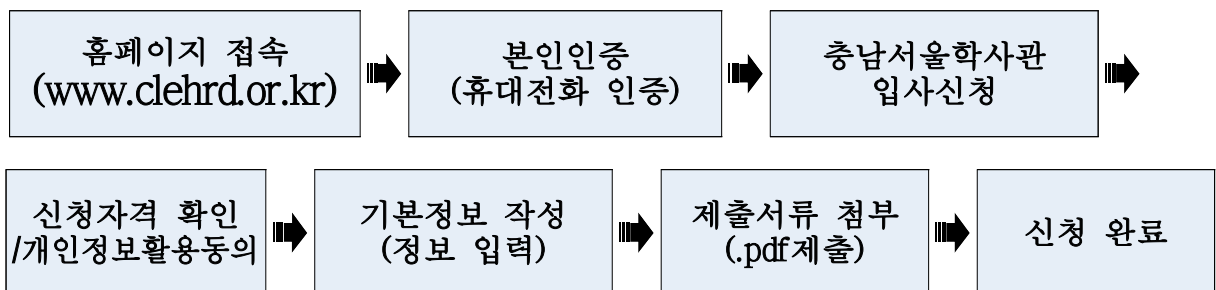 홈페이지 접속
(www.clehrd.or.kr)
본인인증
(휴대전화 인증)
충남서울학사관
입사신청
신청자격 확인
/개인정보활용동의
기본정보 작성
(정보 입력)
제출서류 첨부
(.pdf제출)
신청 완료